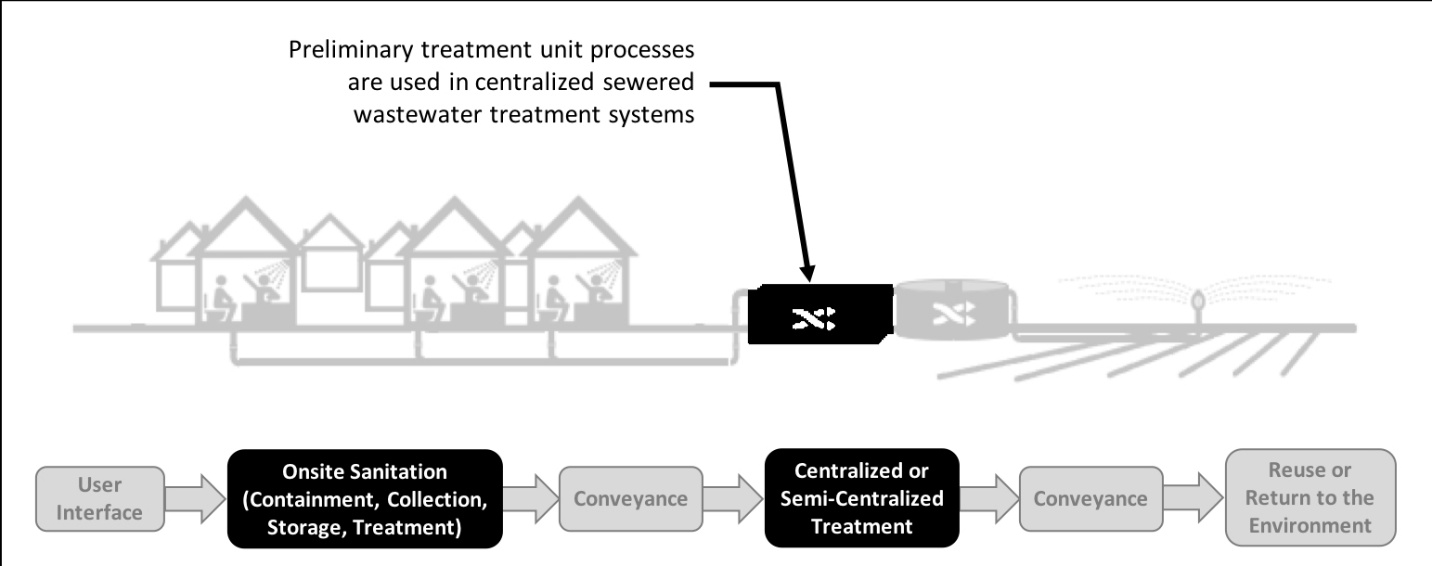 Preliminary treatment unit processes
are used in centralized sewered
wastewater treatment systems
User
Interface
Onsite Sanitation
(Containment, Collection,
Storage, Treatment)
Conveyance
Centralized or
Semi-Centralized
Treatment
Conveyance
Reuse or
Return to the
Environment